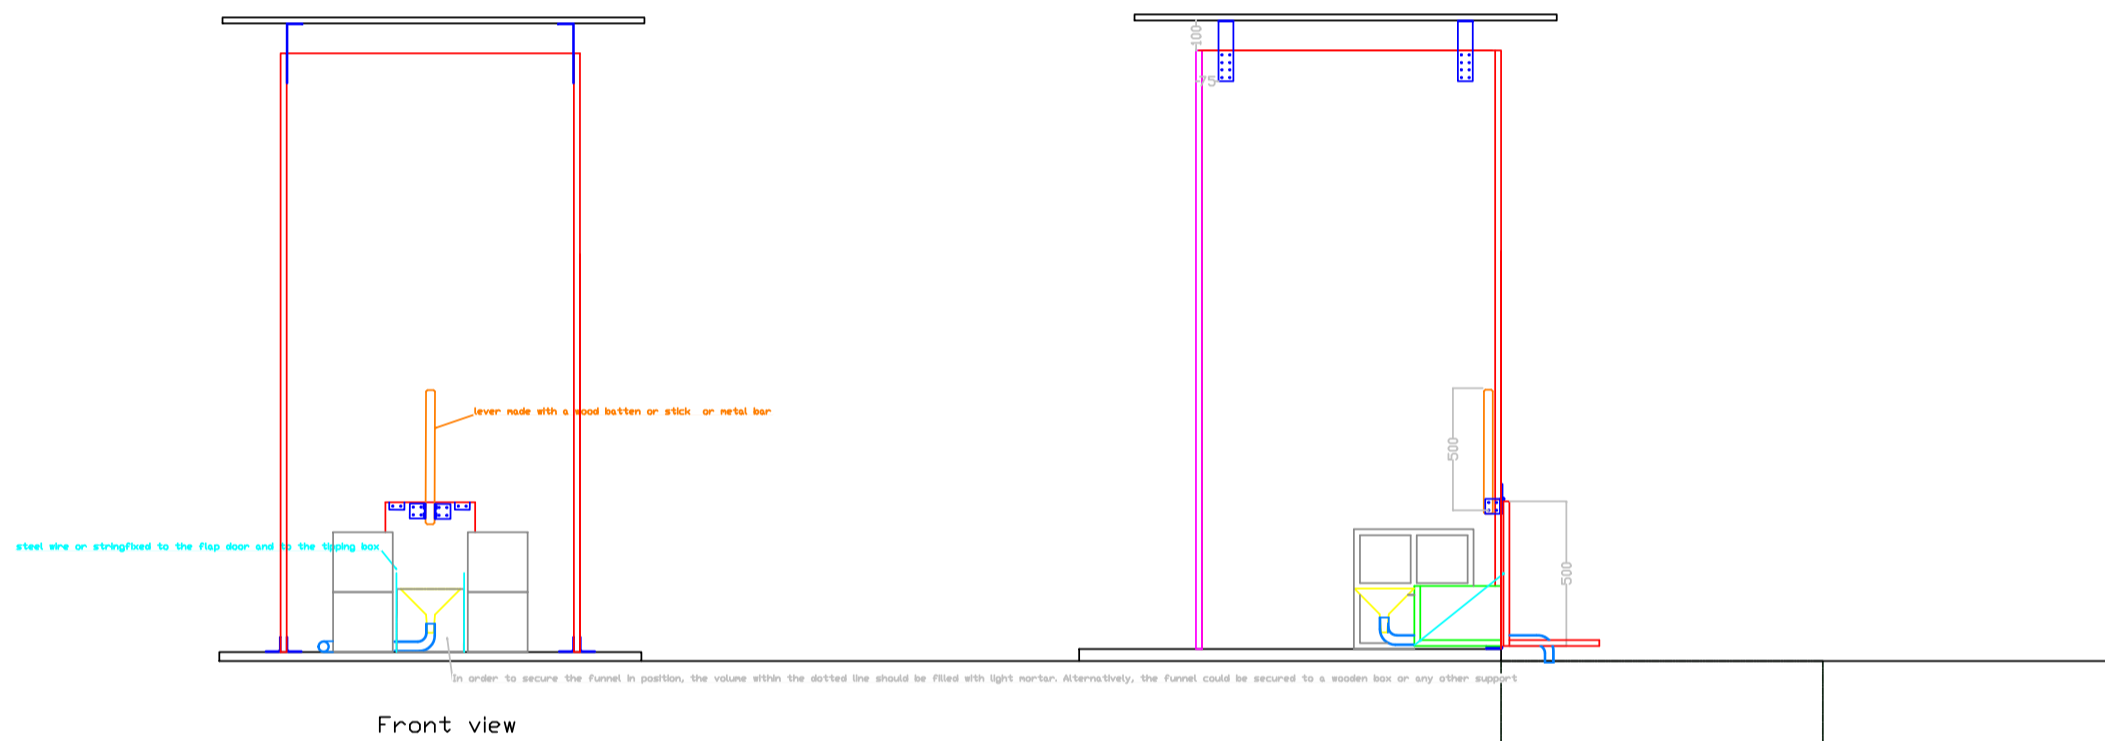 100
75
lever made with a wood batten or stick or metal bar
500
steel wire or stringfixed to the flap door and to the tipping box
500
In order to secure the funnel in position, the volume within the dotted line should be filled with light mortar. Alternatively, the funnel could be secured to a wooden box or any other support
Front view